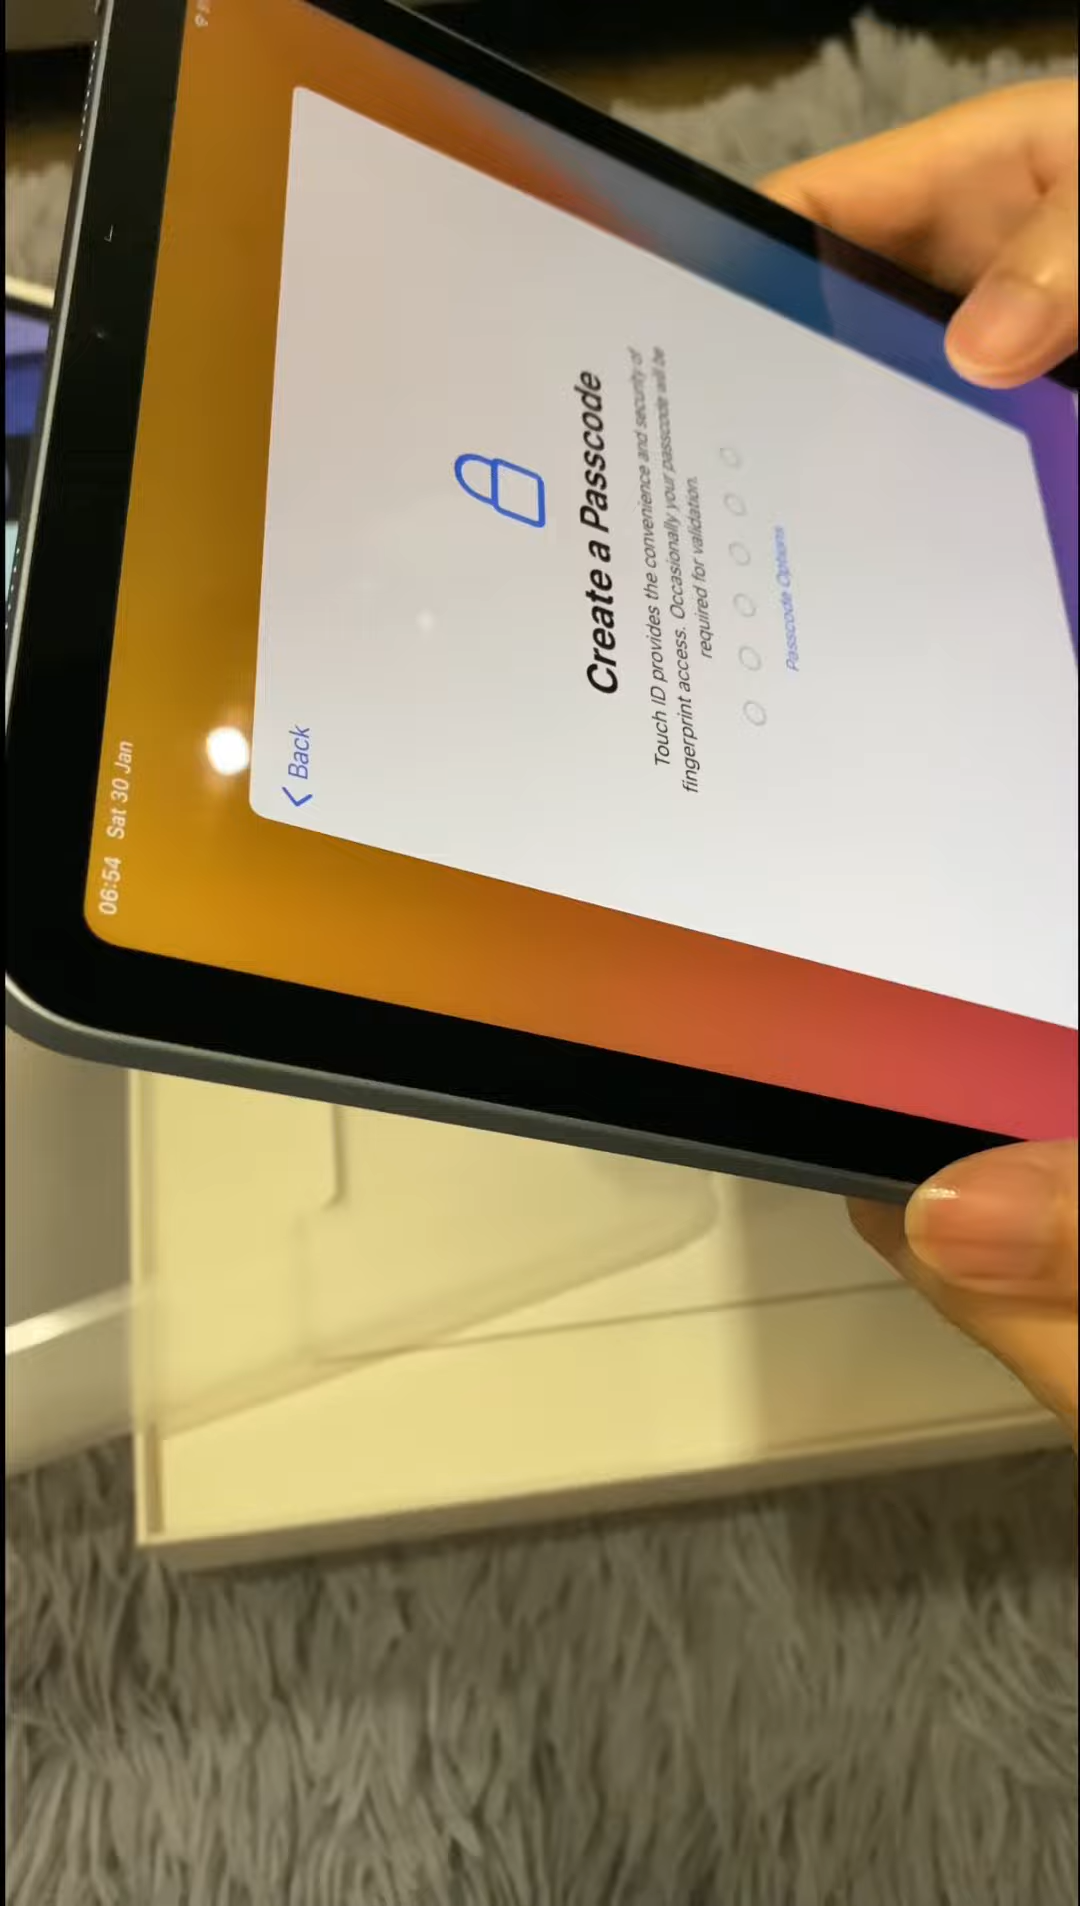 06:54 Sat 30 Jan
Back
Create a Passcode
Touch ID provides the convenience and security of
fingerprint access. Occasionally your passcode will be
required for validation.
Passcode Options